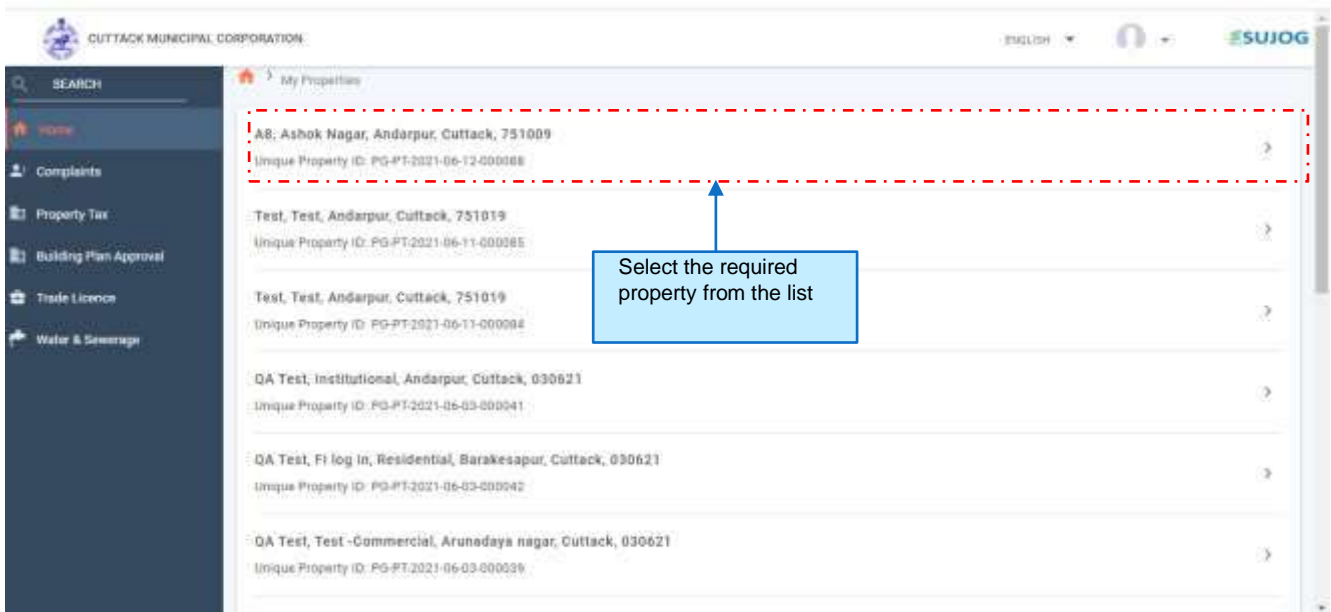 CUTTACK MUNICIPAL CORPORATION
ENGLISH
SUJOG
SEARCH
My Properties
Home
Complaints
Property Tax
Building Plan Approval
Trade Licence
Water & Sewerage
A8, Ashok Nagar, Andarpur, Cuttack, 751009
Unique Property ID: PG-PT-2021-06-12-000088
Test, Test, Andarpur, Cuttack, 751019
Unique Property ID: PG-PT-2021-06-11-000085
Test, Test, Andarpur, Cuttack, 751019
Unique Property ID: PG-PT-2021-06-11-000084
QA Test, Institutional, Andarpur, Cuttack, 030621
Unique Property ID: PG-PT-2021-06-03-000041
QA Test, FI log in, Residential, Barakesapur, Cuttack, 030621
Unique Property ID: PG-PT-2021-06-03-000042
QA Test, Test -Commercial, Arunadaya nagar, Cuttack, 030621
Unique Property ID: PG-PT-2021-06-03-000039
Select the required
property from the list